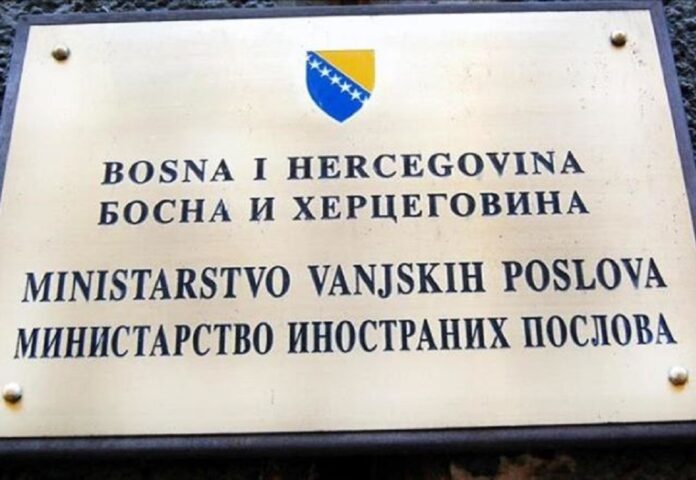 BOSNA I HERCEGOVINA
БОСНА И ХЕРЦЕГОВИНА
MINISTARSTVO VANJSKIH POSLOVA
МИНИСТАРСТВО ИНОСТРАНИХ ПОСЛОВА